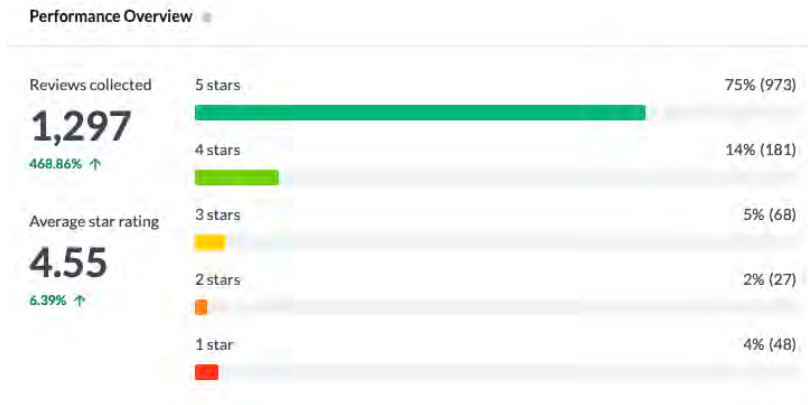 Performance Overview
Reviews collected
1,297
468.86% ↑
Average star rating
4.55
6.39% ↑
5 stars 75% (973)
4 stars 14% (181)
3 stars 5% (68)
2 stars 2% (27)
1 star 4% (48)